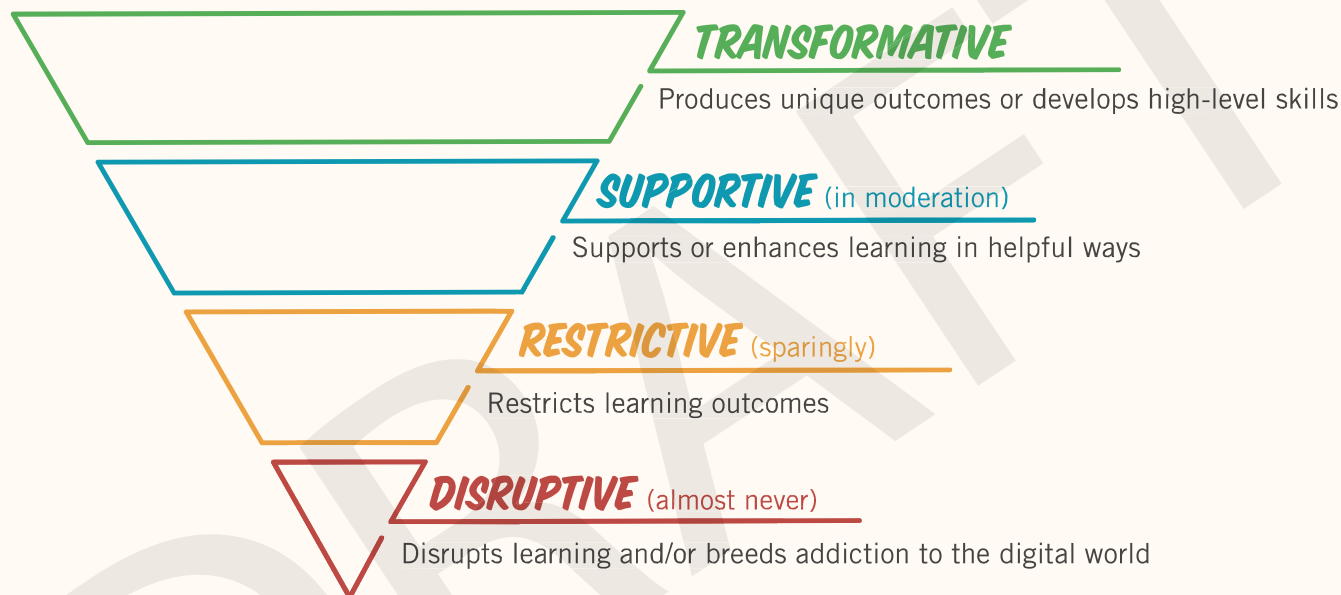 TRANSFORMATIVE
Produces unique outcomes or develops high-level skills
SUPPORTIVE (in moderation)
Supports or enhances learning in helpful ways
RESTRICTIVE (sparingly)
Restricts learning outcomes
DISRUPTIVE (almost never)
Disrupts learning and/or breeds addiction to the digital world
DRAFT